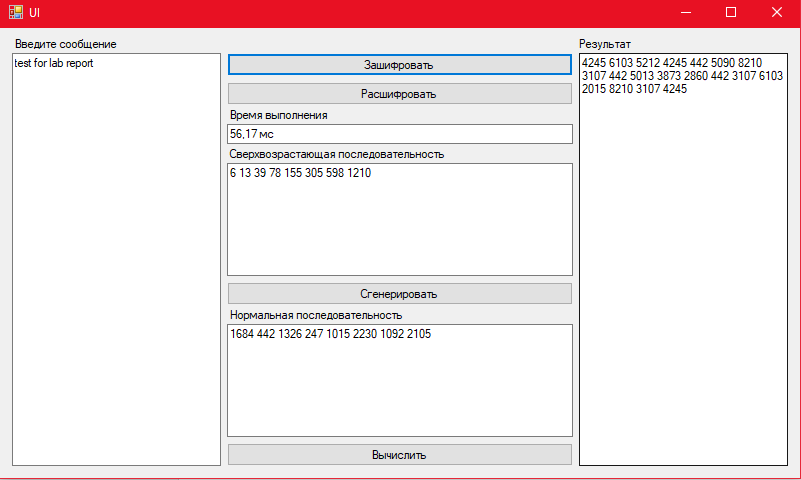 UI
Введите сообщение
test for lab report
Зашифровать
Расшифровать
Время выполнения
56,17 мс
Сверхвозрастающая последовательность
6 13 39 78 155 305 598 1210
Сгенерировать
Нормальная последовательность
1684 442 1326 247 1015 2230 1092 2105
Вычислить
Результат
4245 6103 5212 4245 442 5090 8210
3107 442 5013 3873 2860 442 3107 6103
2015 8210 3107 4245